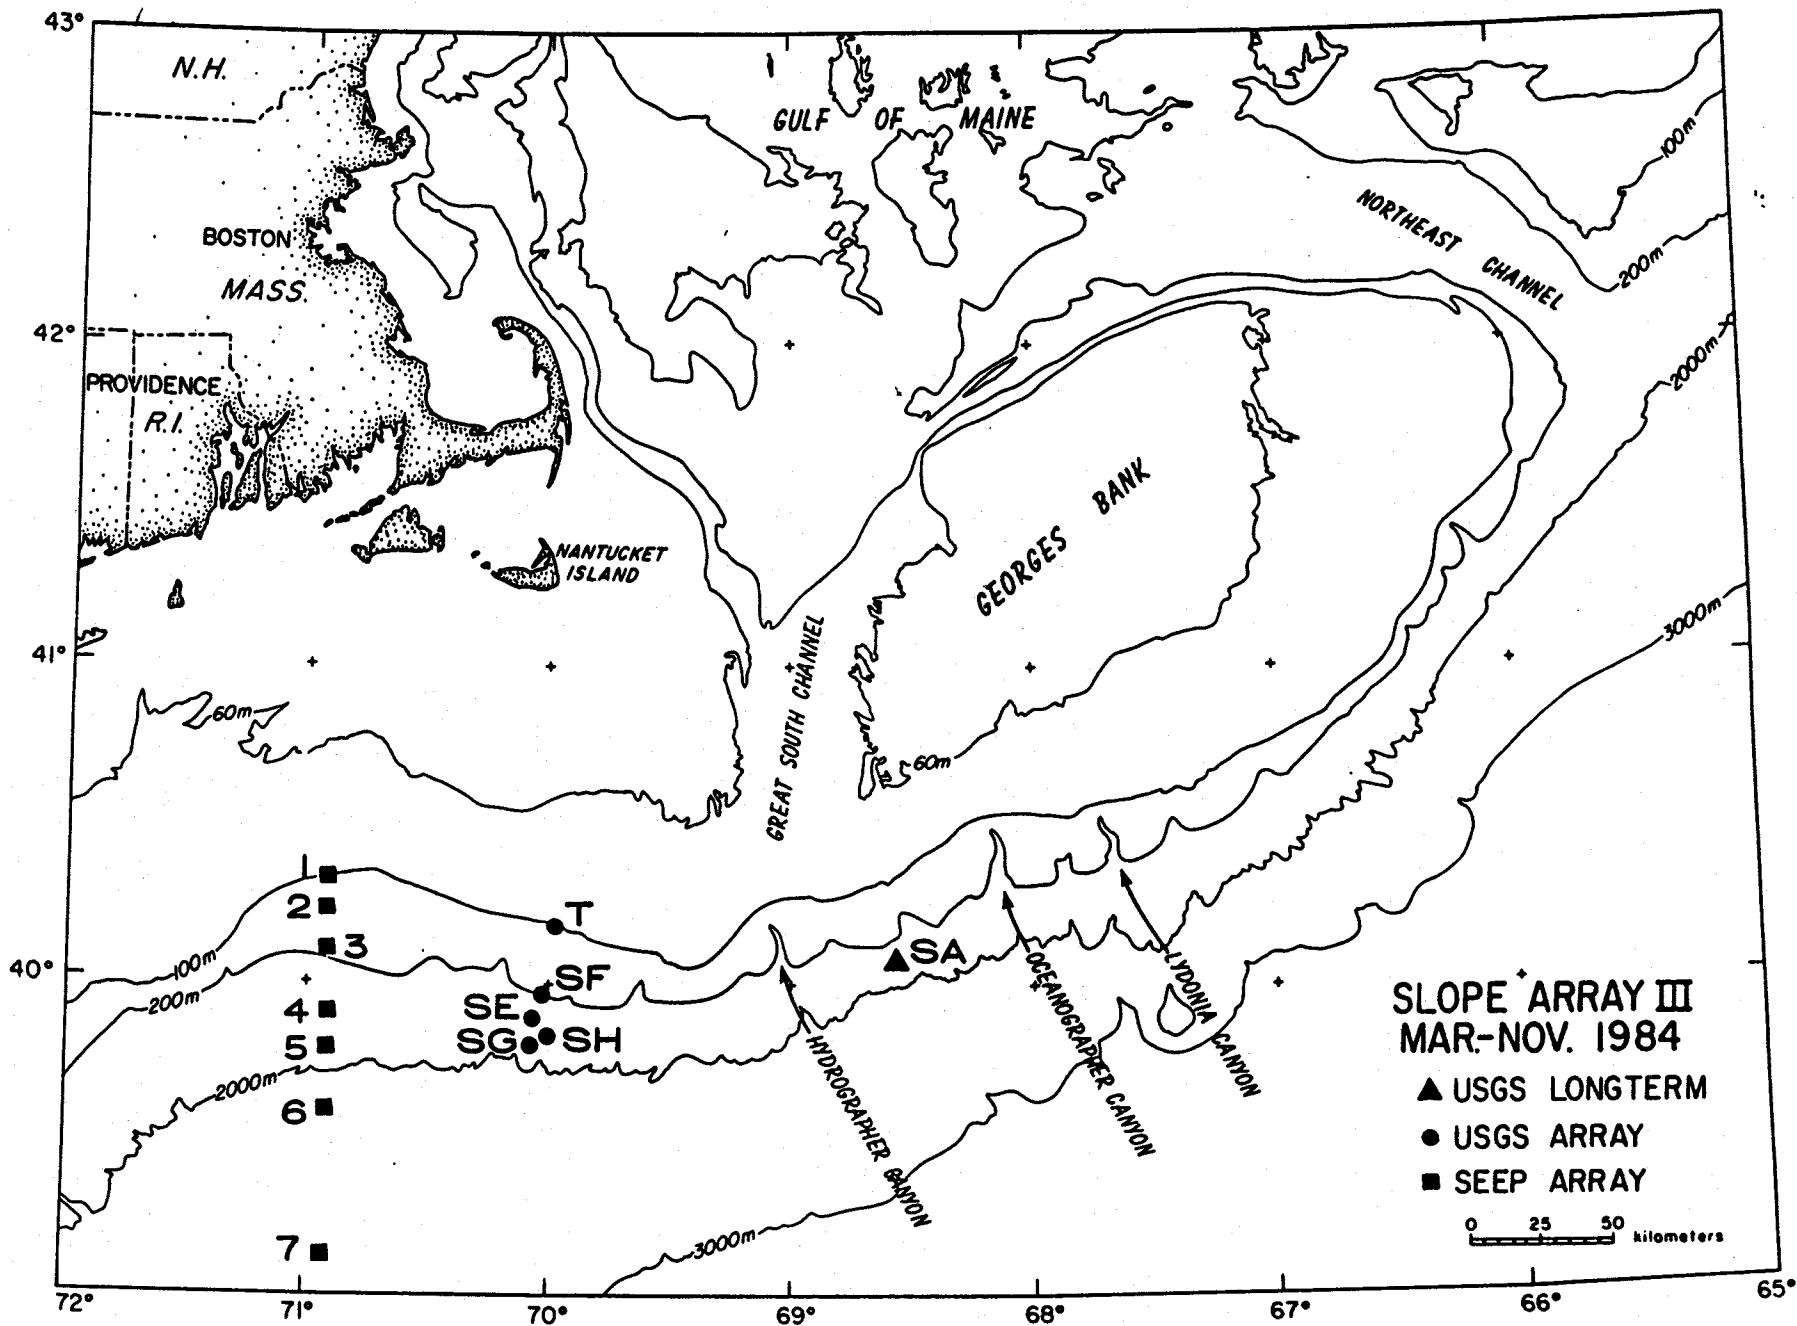 43°
N.H.
GULF OF MAINE
100m
NORTHEAST CHANNEL
BOSTON
MASS.
200m
42°
2000m
PROVIDENCE
R.I.
GEORGES BANK
NANTUCKET
ISLAND
3000m
41°
GREAT SOUTH CHANNEL
60m
60m
1
2
3
T
SA
40°
100m
200m
SF
SE
SG
SH
4
5
2000m
6
7
HYDROGRAPHER CANYON
OCEANOGRAPHER CANYON
LYDONIA CANYON
3000m
SLOPE ARRAY III
MAR.-NOV. 1984
USGS LONGTERM
USGS ARRAY
SEEP ARRAY
0 25 50 kilometers
72° 71° 70° 69° 68° 67° 66° 65°